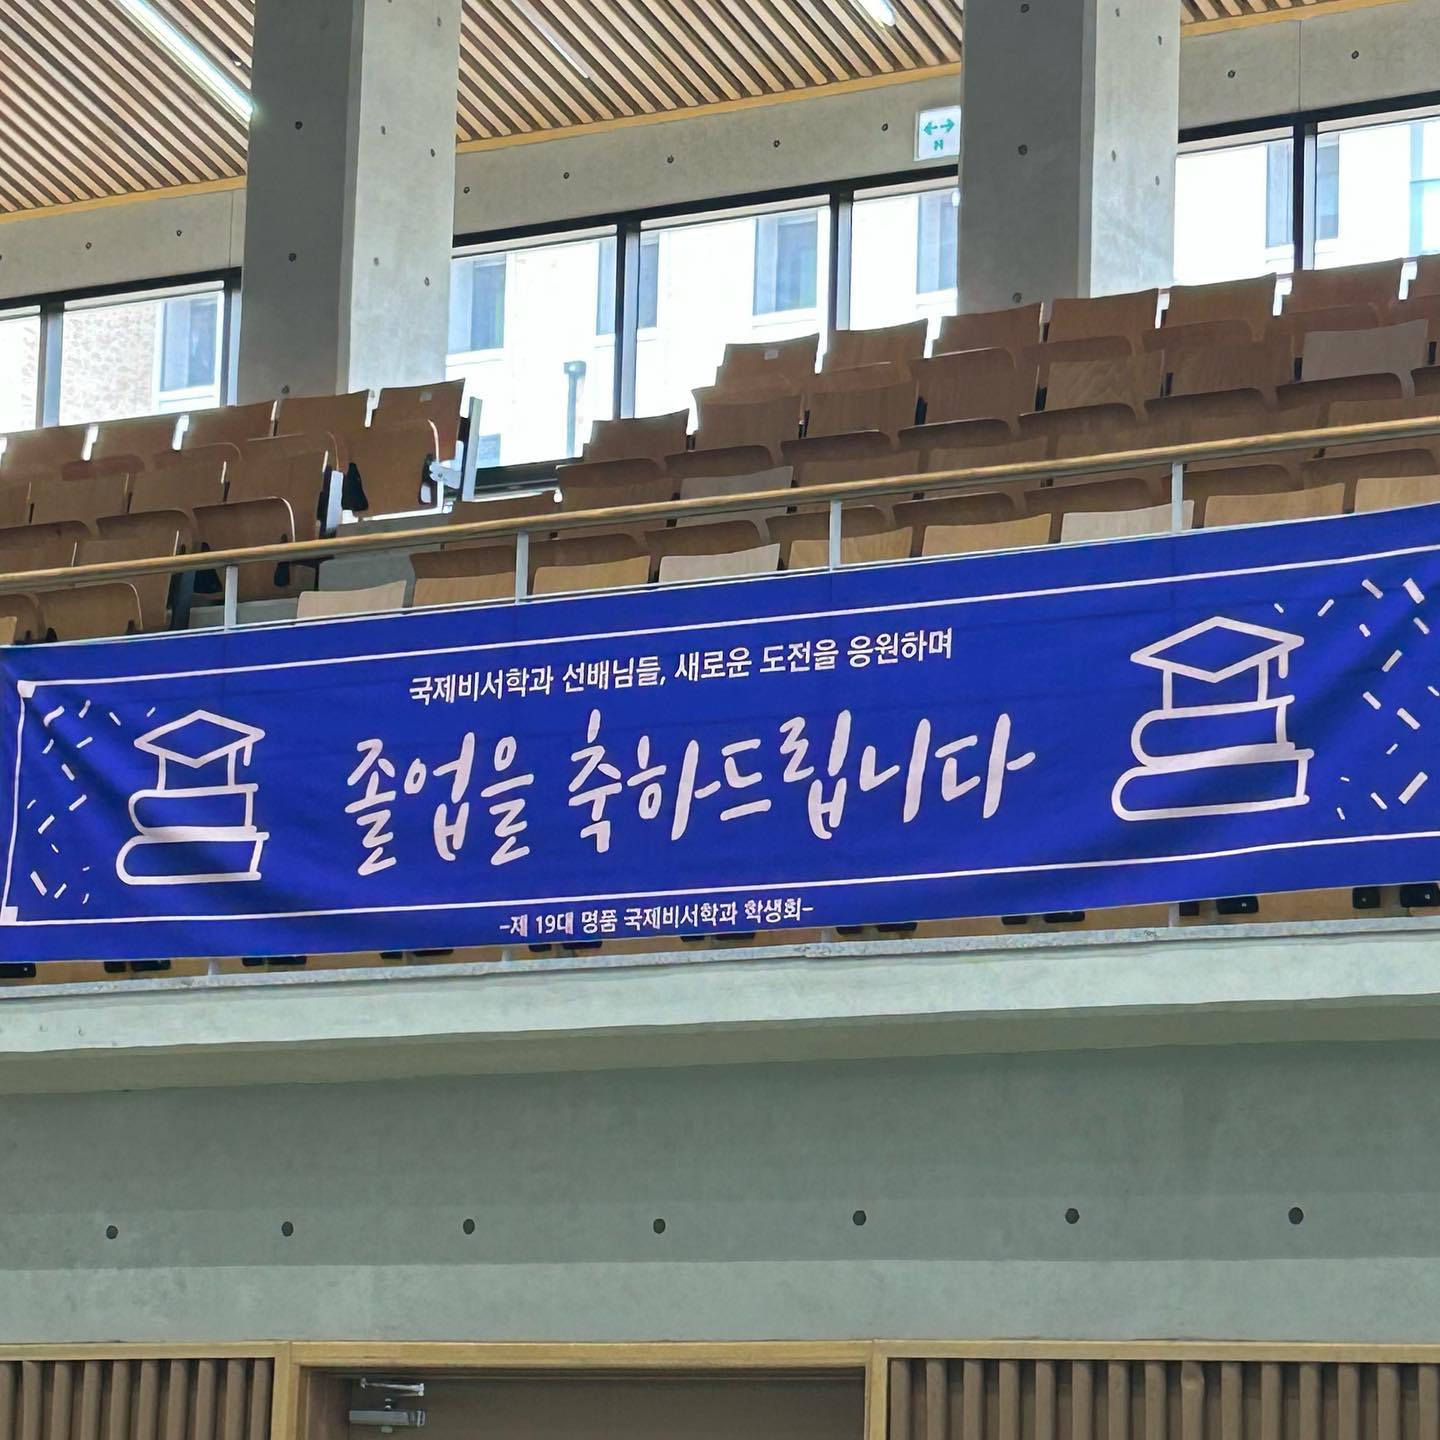 국제비서학과 선배님들, 새로운 도전을 응원하며
졸업을 축하드립니다
-제 19대 명품 국제비서학과 학생회-